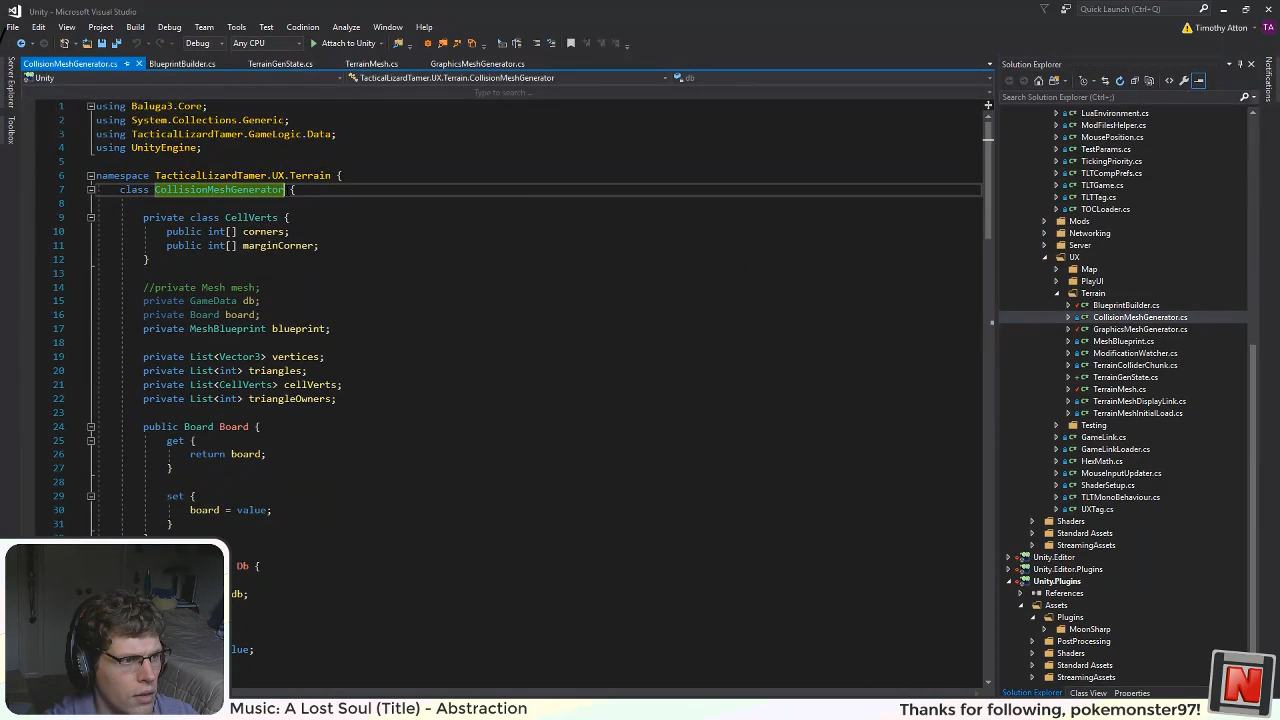 Unity - Microsoft Visual Studio
Quick Launch (Ctrl+;)
File Edit View Project Build Debug Team Tools Test CodeMaid Analyze Window Help
Timothy Atton TA
Debug Any CPU Attach to Unity
CollisionMeshGenerator.cs BlueprintBuilder.cs TerrainGenState.cs TerrainMesh.cs GraphicsMeshGenerator.cs
Unity TacticalLizardTamer.UX.Terrain.CollisionMeshGenerator db
Type to search...
Server Explorer
Toolbox
1 using Baluga3.Core;
2 using System.Collections.Generic;
3 using TacticalLizardTamer.GameLogic.Data;
4 using UnityEngine;
5
6 namespace TacticalLizardTamer.UX.Terrain {
7 class CollisionMeshGenerator {
8
9 private class CellVerts {
10 public int[] corners;
11 public int[] marginCorner;
12 }
13
14 //private Mesh mesh;
15 private GameData db;
16 private Board board;
17 private MeshBlueprint blueprint;
18
19 private List<Vector3> vertices;
20 private List<int> triangles;
21 private List<CellVerts> cellVerts;
22 private List<int> triangleOwners;
23
24 public Board Board {
25 get {
26 return board;
27 }
28
29 set {
30 board = value;
31 }
Db {
db;
lue;
Solution Explorer
Search Solution Explorer (Ctrl+;)
LuaEnvironment.cs
ModFilesHelper.cs
MousePosition.cs
TestParams.cs
TickingPriority.cs
TLTCompPrefs.cs
TLTGame.cs
TLTTag.cs
TOCLoader.cs
Mods
Networking
Server
UX
Map
PlayUI
Terrain
BlueprintBuilder.cs
CollisionMeshGenerator.cs
GraphicsMeshGenerator.cs
MeshBlueprint.cs
ModificationWatcher.cs
TerrainColliderChunk.cs
TerrainGenState.cs
TerrainMesh.cs
TerrainMeshDisplayLink.cs
TerrainMeshInitialLoad.cs
Testing
GameLink.cs
GameLinkLoader.cs
HexMath.cs
MouseInputUpdater.cs
ShaderSetup.cs
TLTMonoBehaviour.cs
UXTag.cs
Shaders
Standard Assets
StreamingAssets
Unity.Editor
Unity.Editor.Plugins
Unity.Plugins
References
Assets
Plugins
MoonSharp
PostProcessing
Shaders
Standard Assets
StreamingAssets
Solution Explorer Class View Properties
Notifications
Music: A Lost Soul (Title) - Abstraction
Thanks for following, pokemonster97!
N